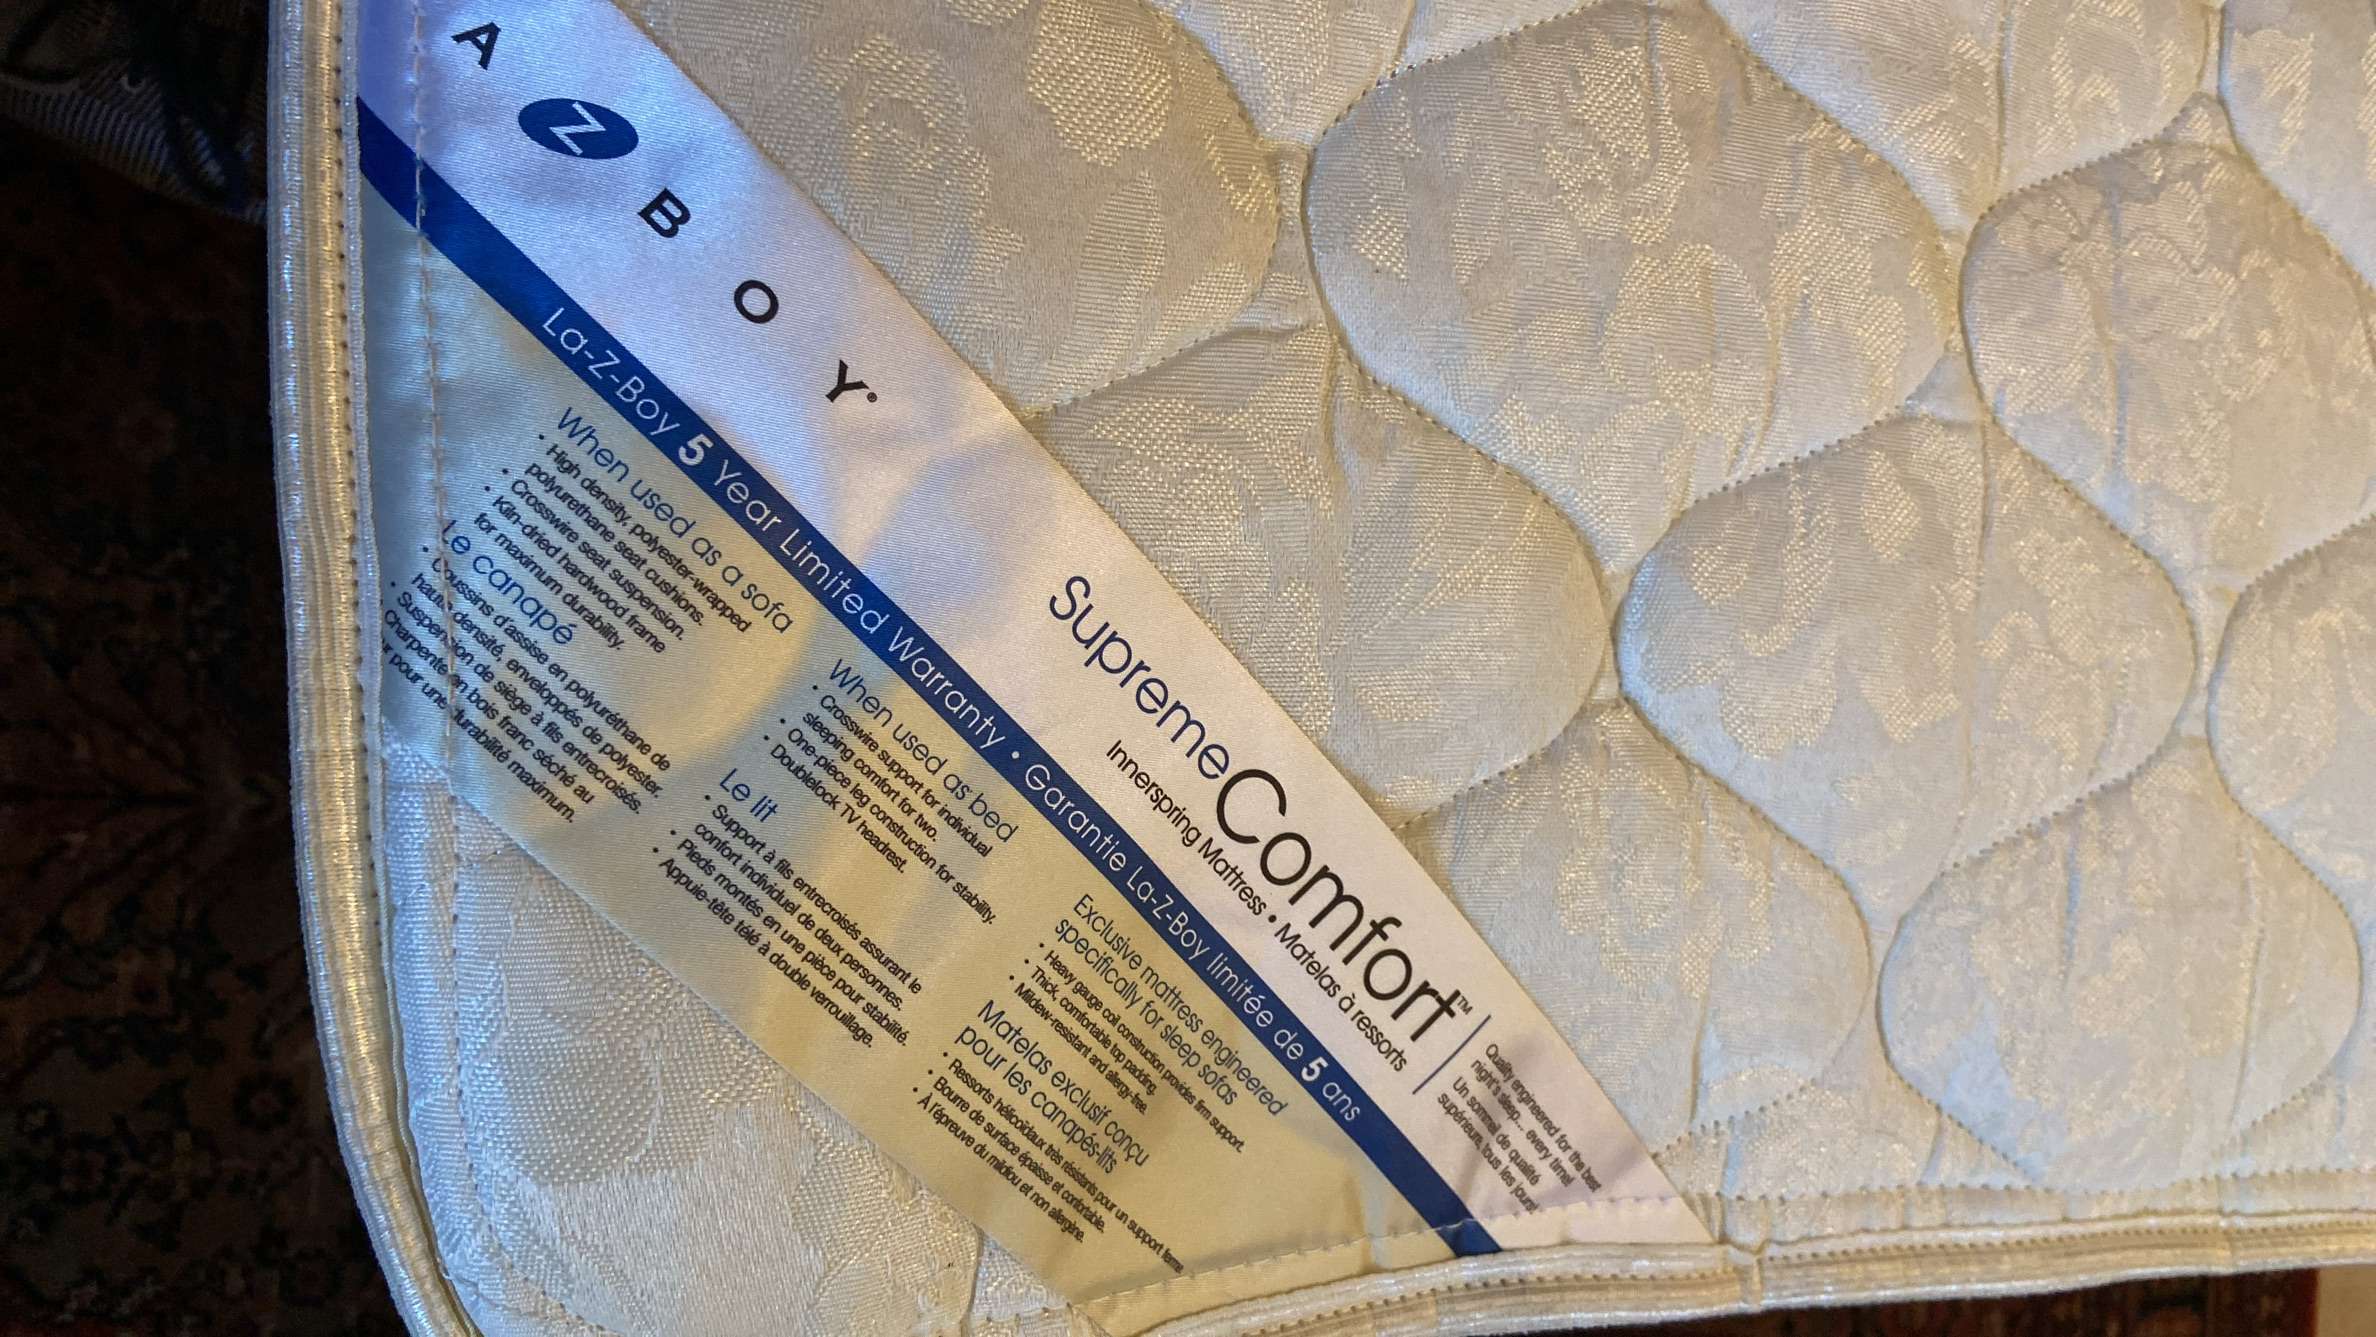 A Z BOY®
SupremeComfort™
Innerspring Mattress • Matelas à ressorts
Quality engineered for the best
night's sleep... every time!
Un sommeil de qualité
supérieure, tous les jours!
La-Z-Boy 5 Year Limited Warranty • Garantie La-Z-Boy limitée de 5 ans
When used as a sofa
• High density, polyester-wrapped
polyurethane seat cushions.
• Crosswire seat suspension.
• Kiln-dried hardwood frame
for maximum durability.
Le canapé
• Coussins d'assise en polyuréthane de
haute densité, enveloppés de polyester.
• Suspension de siège à fils entrecroisés.
Charpente en bois franc séché au
r pour une durabilité maximum.
When used as bed
• Crosswire support for individual
sleeping comfort for two.
• One-piece leg construction for stability.
• Doublelock TV headrest.
Le lit
• Support à fils entrecroisés assurant le
confort individuel de deux personnes.
• Pieds montés en une pièce pour stabilité.
• Appuie-tête télé à double verrouillage.
Exclusive mattress engineered
specifically for sleep sofas
• Heavy gauge coil construction provides firm support.
• Thick, comfortable top padding.
• Mildew-resistant and allergy-free.
Matelas exclusif conçu
pour les canapés-lits
• Ressorts hélicoïdaux très résistants pour un support ferme.
• Bourre de surface épaisse et confortable.
• À l'épreuve du mildiou et non allergène.